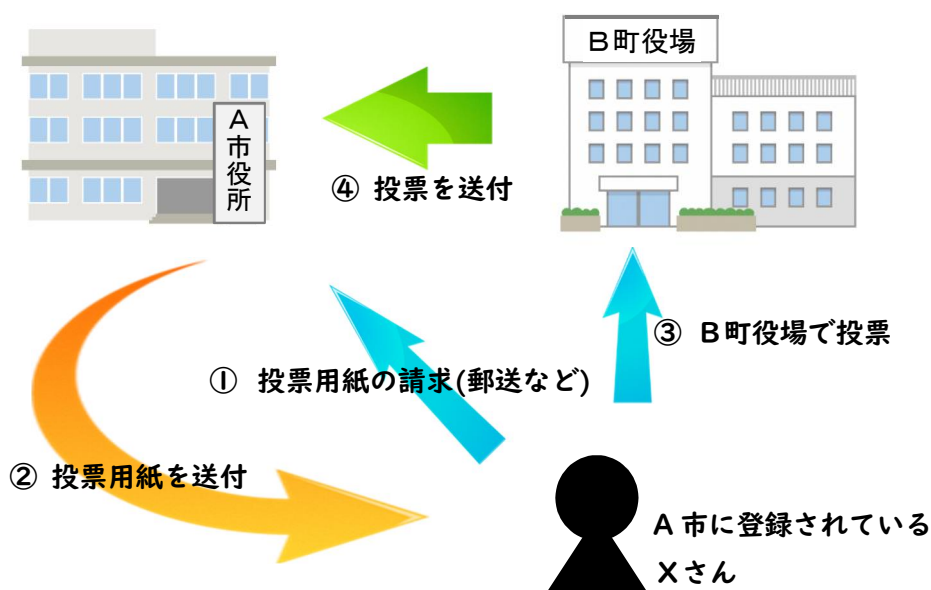 B町役場
A市役所
④ 投票を送付
③ B町役場で投票
① 投票用紙の請求(郵送など)
② 投票用紙を送付
A市に登録されている
Xさん